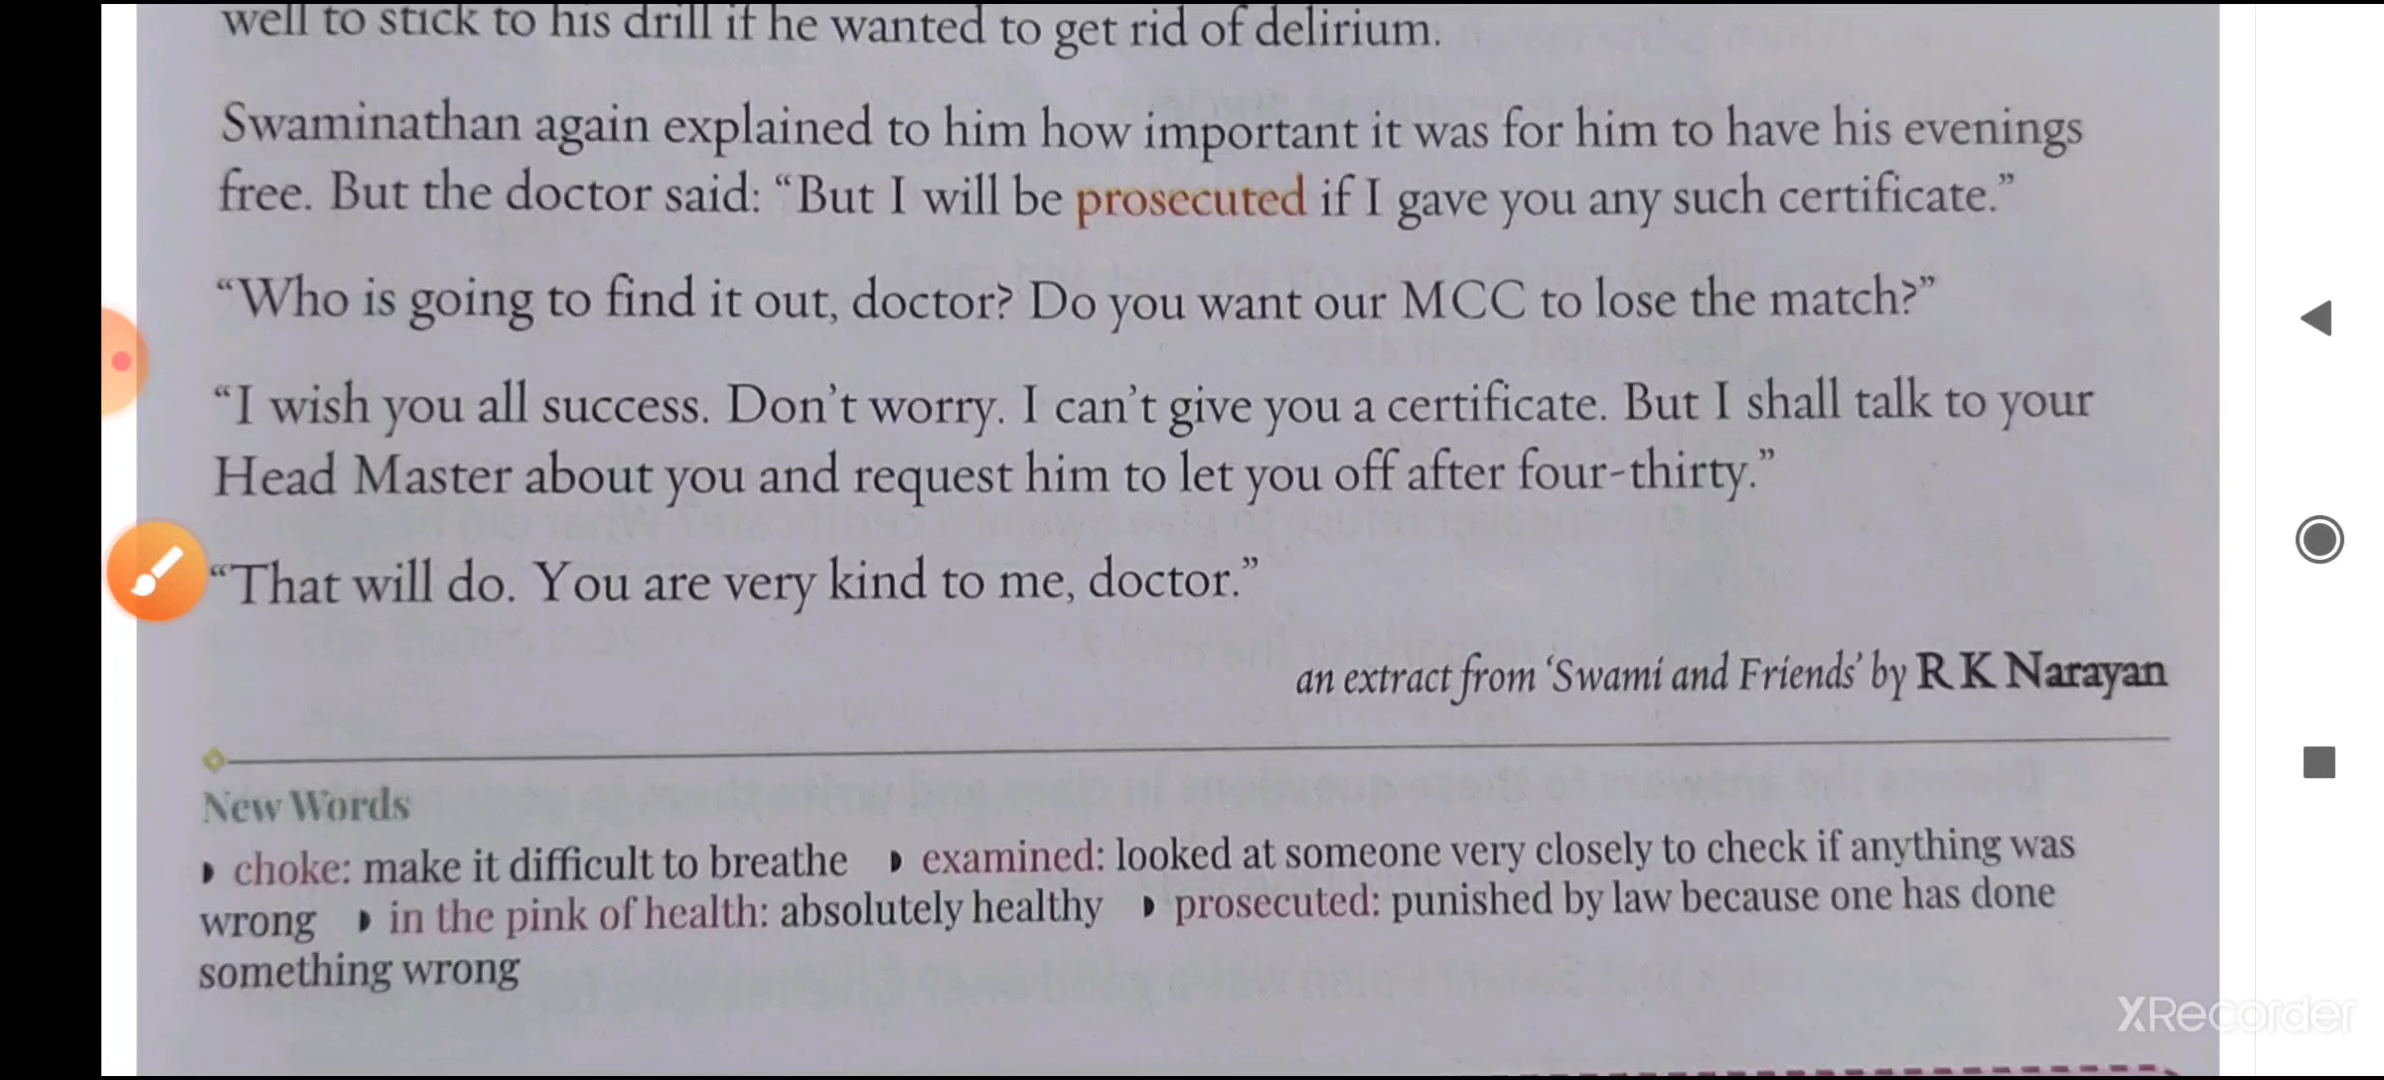 well to stick to his drill if he wanted to get rid of delirium.
Swaminathan again explained to him how important it was for him to have his evenings
free. But the doctor said: “But I will be prosecuted if I gave you any such certificate.”
“Who is going to find it out, doctor? Do you want our MCC to lose the match?”
“I wish you all success. Don’t worry. I can’t give you a certificate. But I shall talk to your
Head Master about you and request him to let you off after four-thirty.”
“That will do. You are very kind to me, doctor.”
an extract from ‘Swami and Friends’ by R K Narayan
New Words
choke: make it difficult to breathe examined: looked at someone very closely to check if anything was
wrong in the pink of health: absolutely healthy prosecuted: punished by law because one has done
something wrong
XRecorder